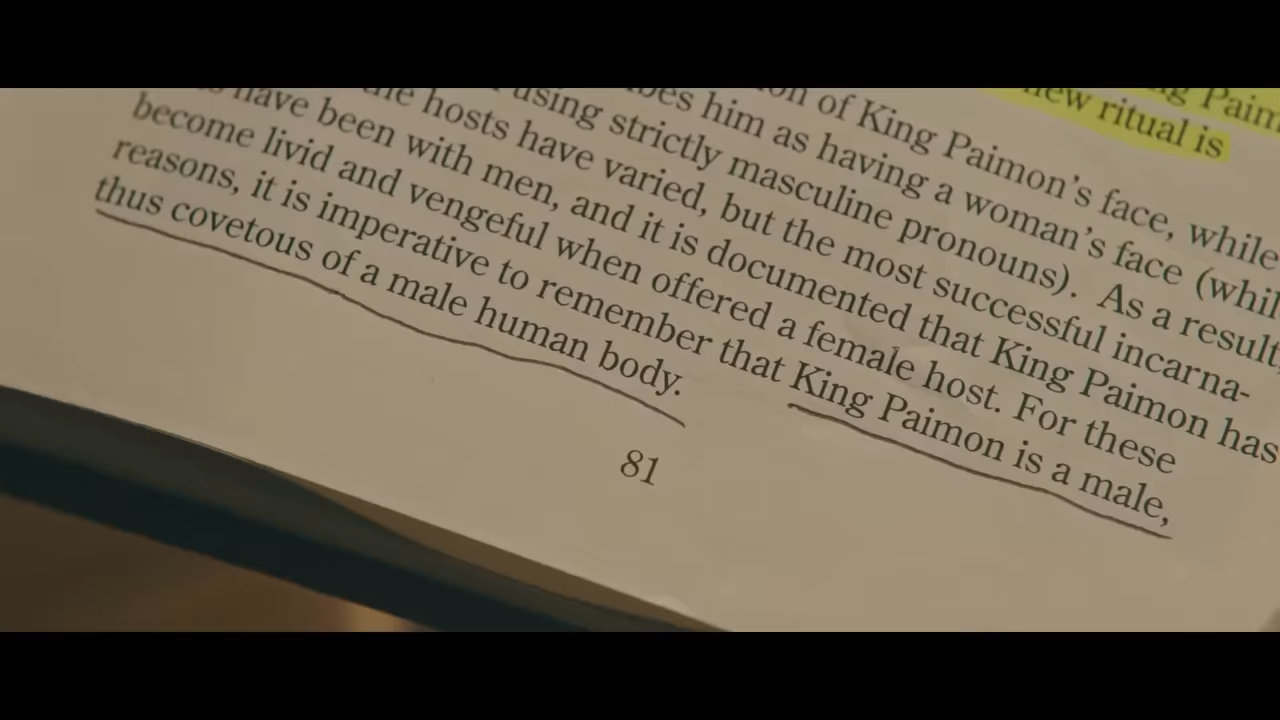 Paim
new ritual is
of King Paimon's face, while
him as having a woman's face (whil
using strictly masculine pronouns). As a result,
the hosts have varied, but the most successful incarna-
have been with men, and it is documented that King Paimon has
become livid and vengeful when offered a female host. For these
reasons, it is imperative to remember that King Paimon is a male,
thus covetous of a male human body.
81